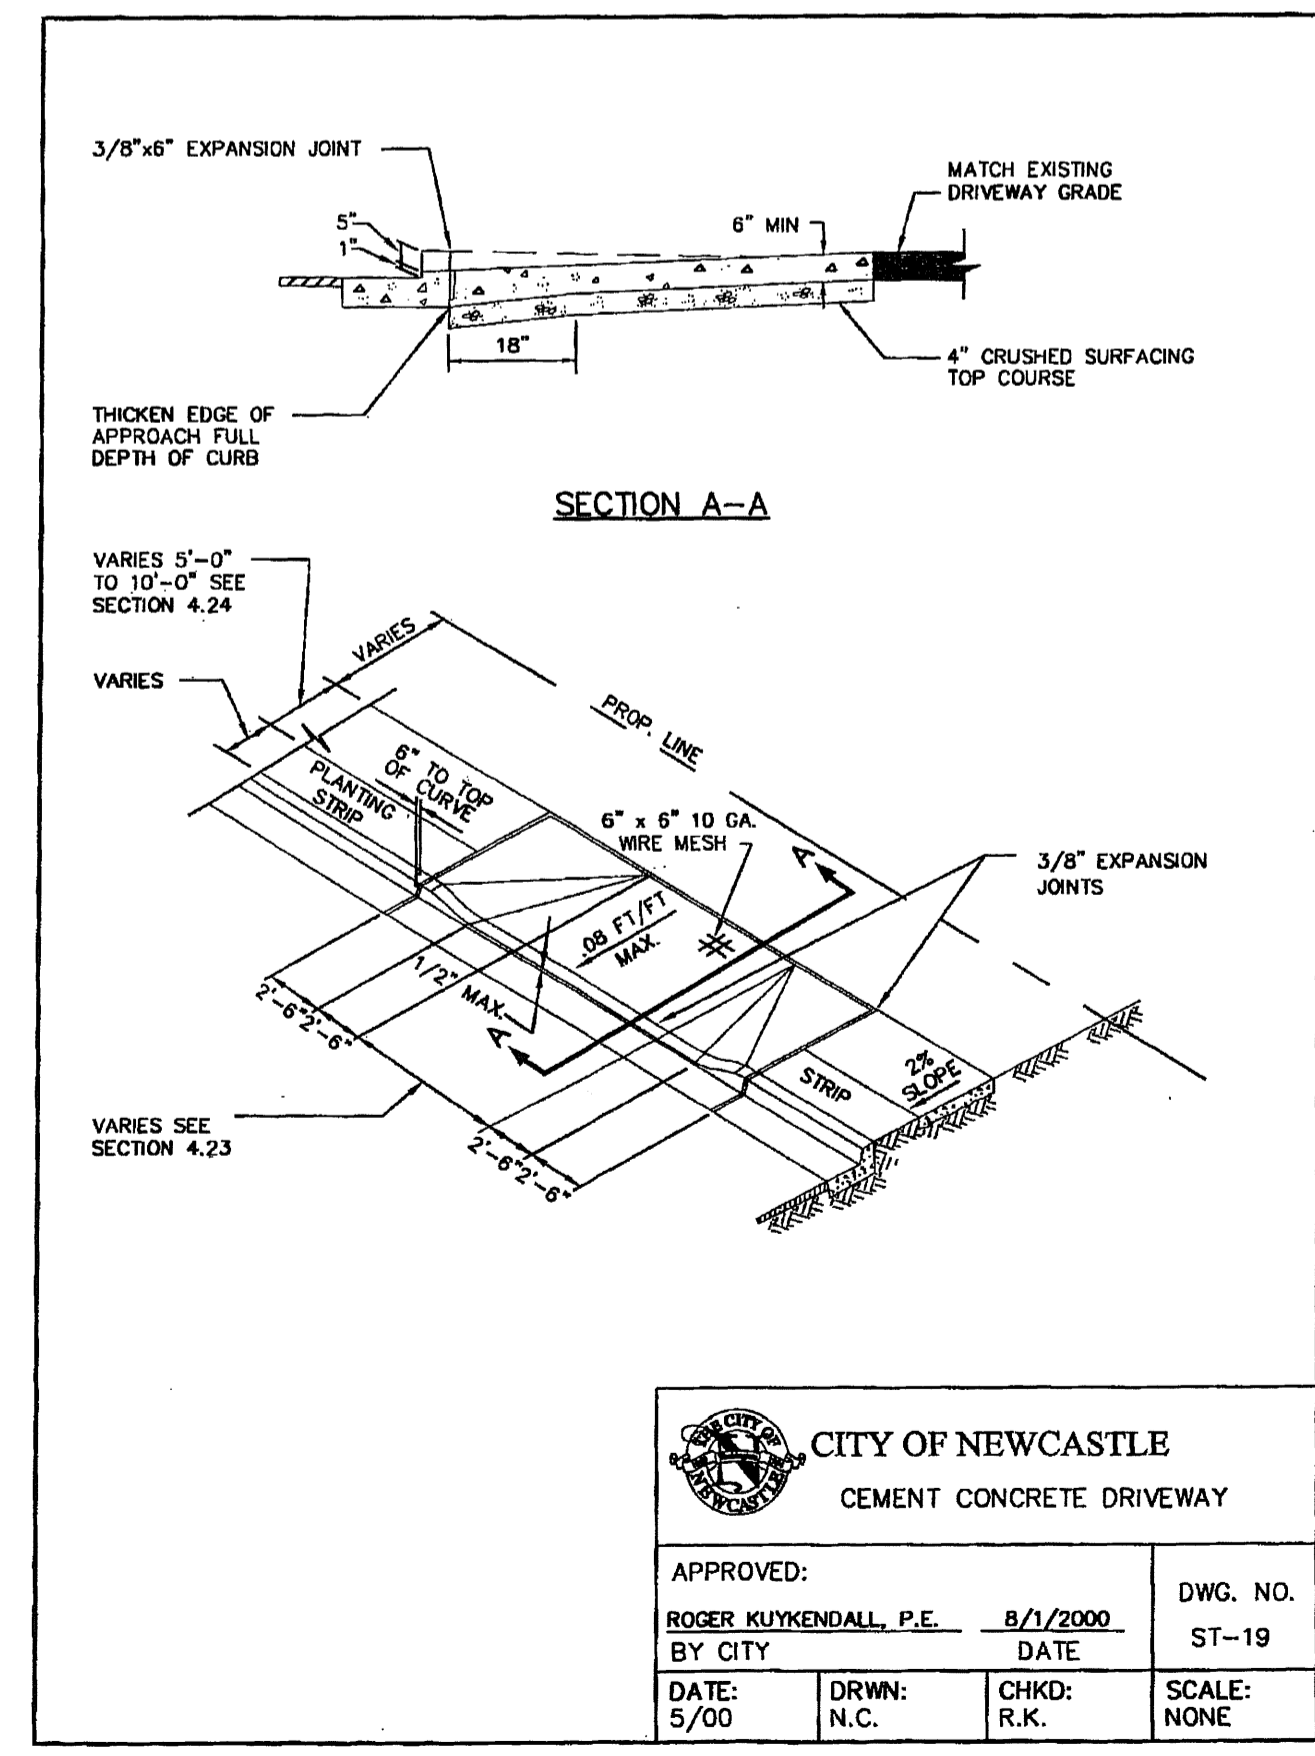 3/8"x6" EXPANSION JOINT
MATCH EXISTING
DRIVEWAY GRADE
5"
1"
6" MIN
18"
4" CRUSHED SURFACING
TOP COURSE
THICKEN EDGE OF
APPROACH FULL
DEPTH OF CURB
SECTION A-A
VARIES 5'-0"
TO 10'-0" SEE
SECTION 4.24
VARIES
VARIES
PROP. LINE
PLANTING
STRIP
6" TO TOP
OF CURVE
6" x 6" 10 GA.
WIRE MESH
A
3/8" EXPANSION
JOINTS
.08 FT/FT
MAX.
1/2" MAX.
A
2'-6"
2'-6"
2%
SLOPE
STRIP
VARIES SEE
SECTION 4.23
2'-6"
2'-6"
THE CITY OF
NEWCASTLE
CITY OF NEWCASTLE
CEMENT CONCRETE DRIVEWAY
APPROVED:
ROGER KUYKENDALL, P.E. 8/1/2000
BY CITY DATE
DWG. NO.
ST-19
DATE:
5/00
DRWN:
N.C.
CHKD:
R.K.
SCALE:
NONE